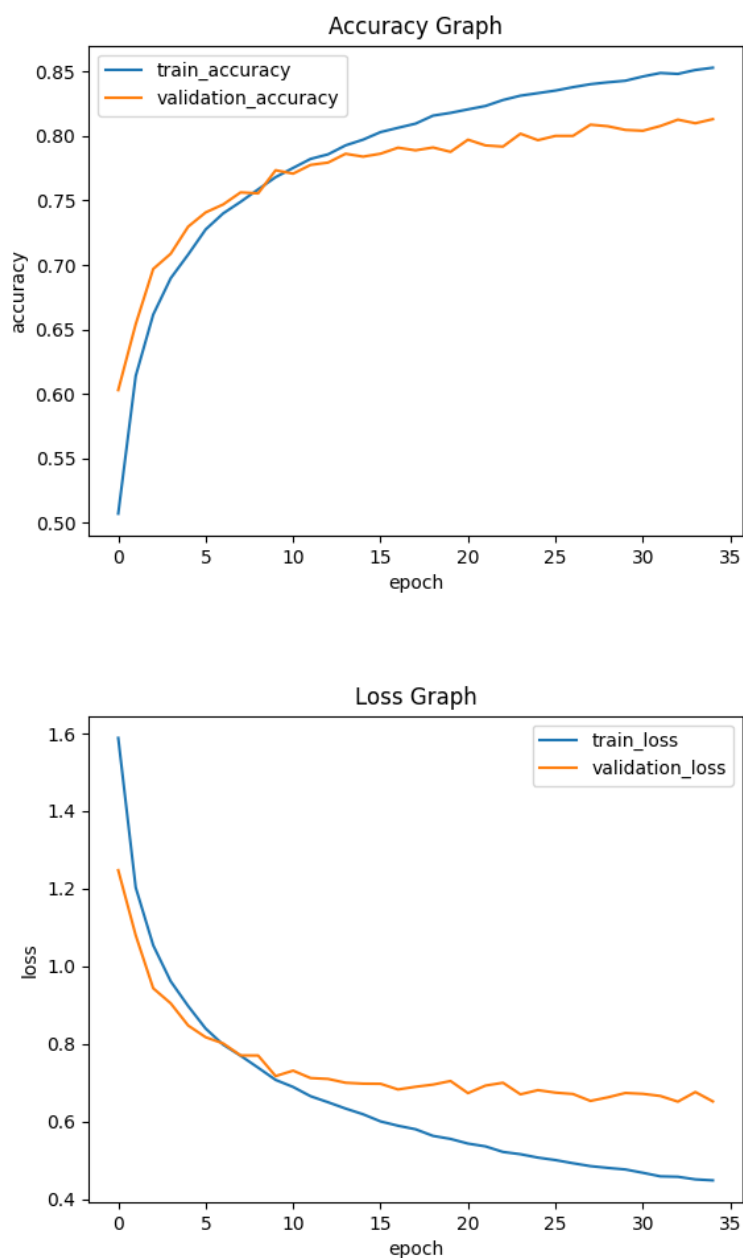 Accuracy Graph
train_accuracy
validation_accuracy
0.85
0.80
0.75
0.70
0.65
0.60
0.55
0.50
accuracy
0 5 10 15 20 25 30 35
epoch
Loss Graph
train_loss
validation_loss
1.6
1.4
1.2
1.0
0.8
0.6
0.4
loss
0 5 10 15 20 25 30 35
epoch